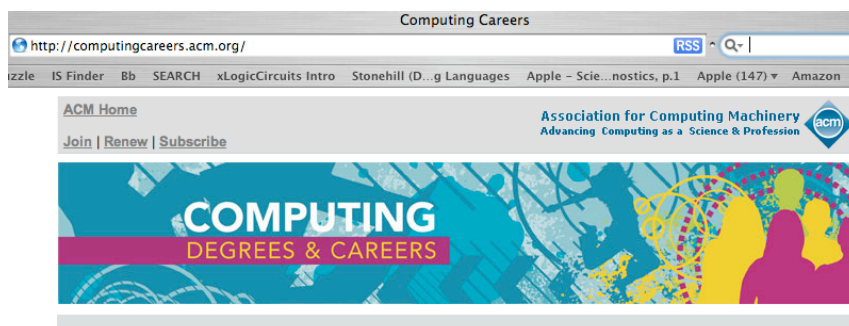 Computing Careers
http://computingcareers.acm.org/ RSS Q
zzle IS Finder Bb SEARCH xLogicCircuits Intro Stonehill (D...g Languages Apple – Scie...nostics, p.1 Apple (147) ▾ Amazon
ACM Home
Association for Computing Machinery
Advancing Computing as a Science & Profession
acm
Join | Renew | Subscribe
COMPUTING
DEGREES & CAREERS